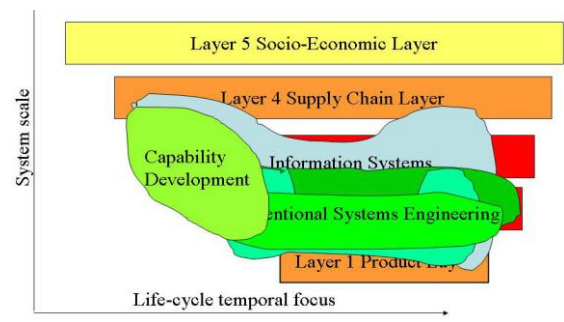 Layer 5 Socio-Economic Layer
Layer 4 Supply Chain Layer
Capability
Development
Information Systems
entional Systems Engineering
Layer 1 Product Lay
System scale
Life-cycle temporal focus